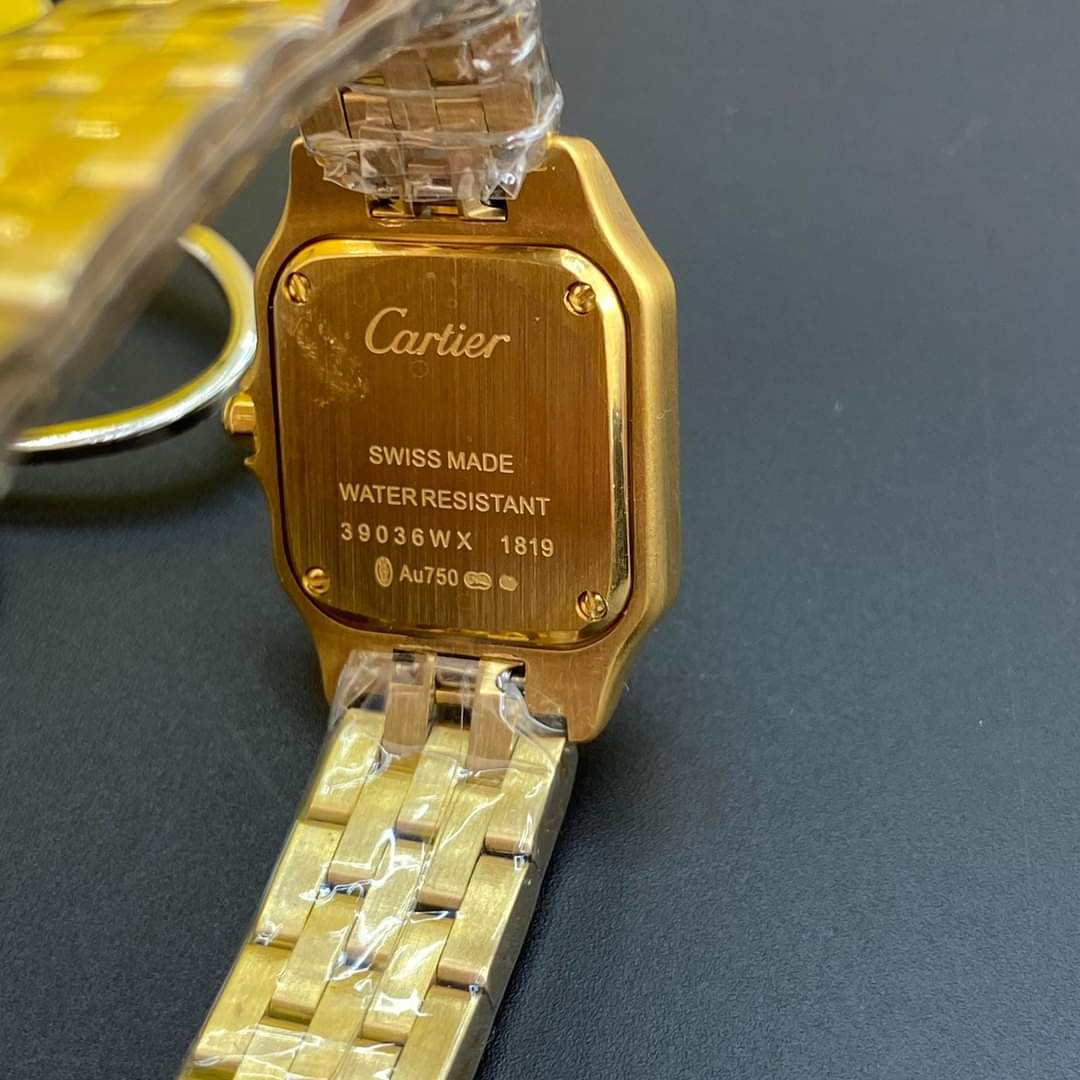 Cartier
SWISS MADE
WATER RESISTANT
39036WX 1819
Au750